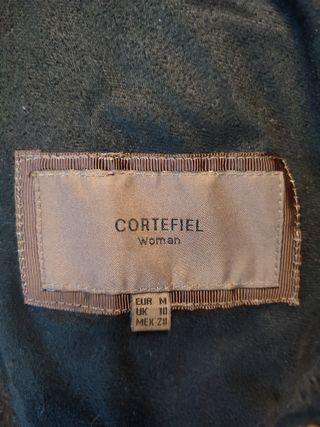 CORTEFIEL
Woman
EUR M
UK 10
MEX 28